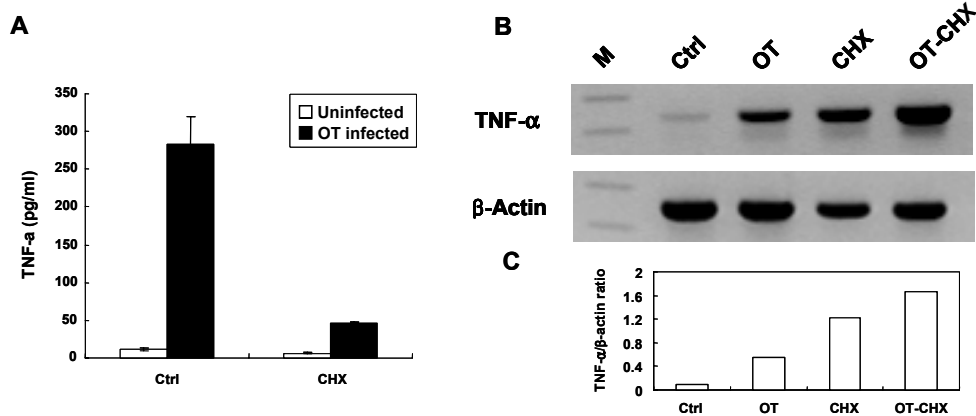 A
TNF-a (pg/ml)
350
300
250
200
150
100
50
0
Uninfected
OT infected
Ctrl
CHX
B
M
Ctrl
OT
CHX
OT-CHX
TNF-α
β-Actin
C
TNF-α/β-actin ratio
2
1.6
1.2
0.8
0.4
0
Ctrl
OT
CHX
OT-CHX